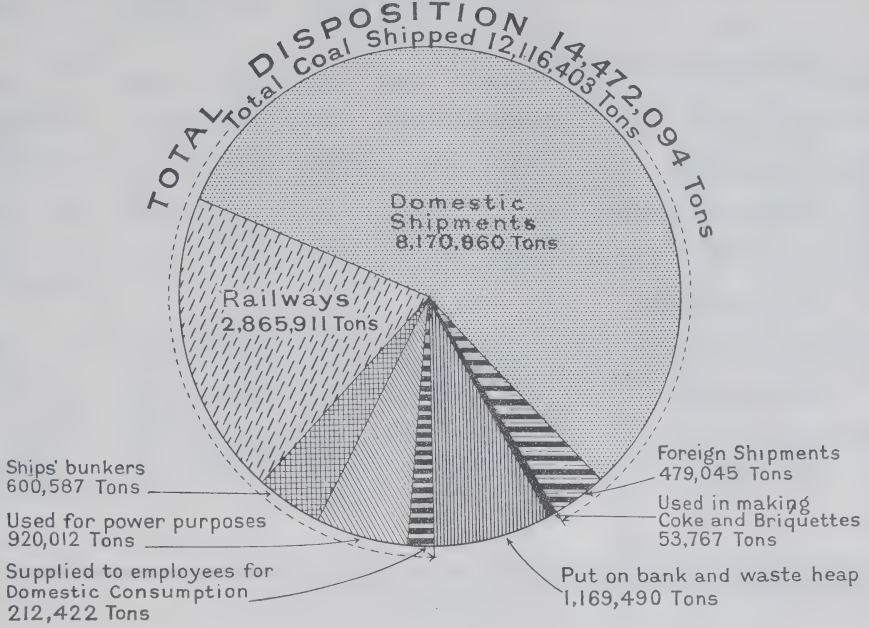 TOTAL DISPOSITION 14,472,094 Tons
Total Coal Shipped 12,116,403 Tons
Domestic
Shipments
8,170,860 Tons
Railways
2,865,911 Tons
Ships' bunkers
600,587 Tons
Used for power purposes
920,012 Tons
Supplied to employees for
Domestic Consumption
212,422 Tons
Foreign Shipments
479,045 Tons
Used in making
Coke and Briquettes
53,767 Tons
Put on bank and waste heap
1,169,490 Tons